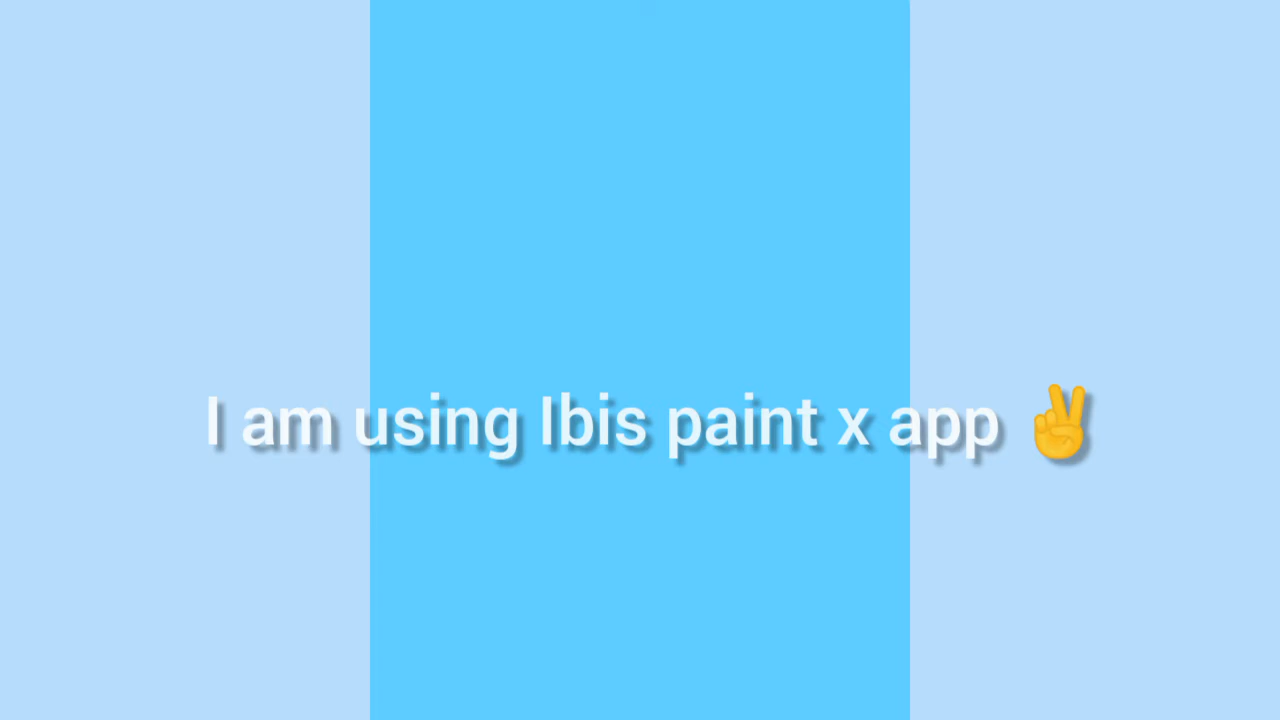 I am using Ibis paint x app ✌️